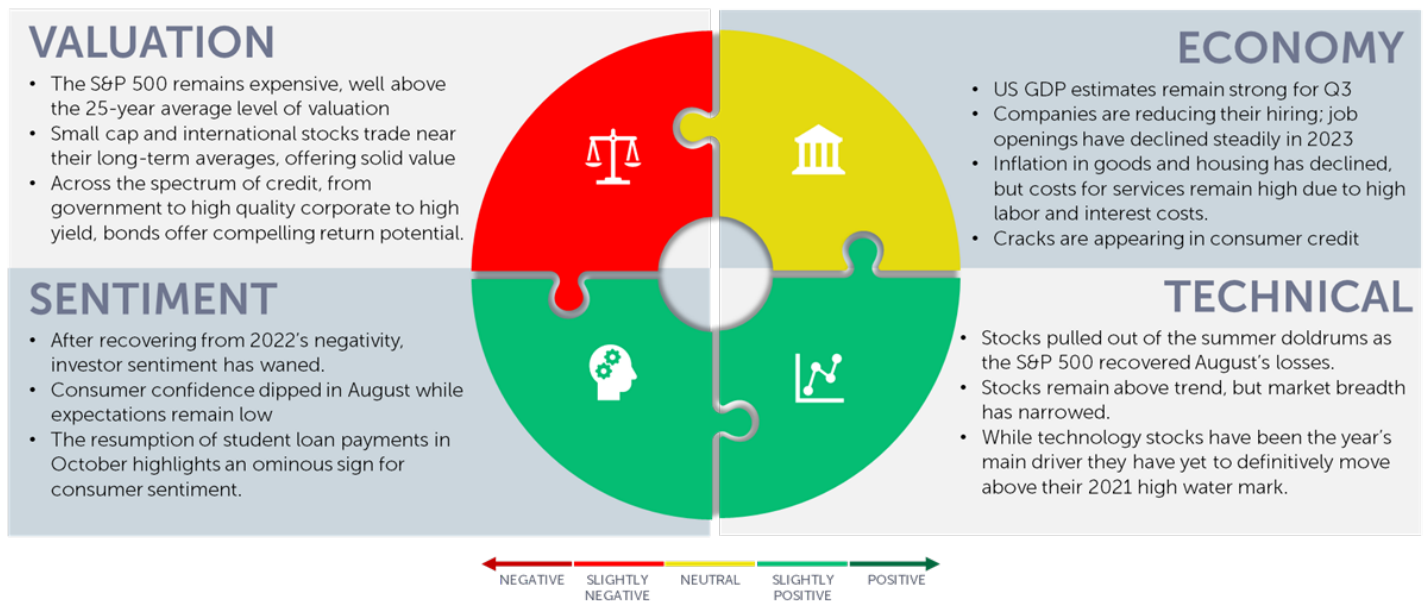 VALUATION
• The S&P 500 remains expensive, well above
the 25-year average level of valuation
• Small cap and international stocks trade near
their long-term averages, offering solid value
• Across the spectrum of credit, from
government to high quality corporate to high
yield, bonds offer compelling return potential.
ECONOMY
• US GDP estimates remain strong for Q3
• Companies are reducing their hiring; job
openings have declined steadily in 2023
• Inflation in goods and housing has declined,
but costs for services remain high due to high
labor and interest costs.
• Cracks are appearing in consumer credit
SENTIMENT
• After recovering from 2022's negativity,
investor sentiment has waned.
• Consumer confidence dipped in August while
expectations remain low
• The resumption of student loan payments in
October highlights an ominous sign for
consumer sentiment.
TECHNICAL
• Stocks pulled out of the summer doldrums as
the S&P 500 recovered August's losses.
• Stocks remain above trend, but market breadth
has narrowed.
• While technology stocks have been the year's
main driver they have yet to definitively move
above their 2021 high water mark.
NEGATIVE
SLIGHTLY
NEGATIVE
NEUTRAL
SLIGHTLY
POSITIVE
POSITIVE